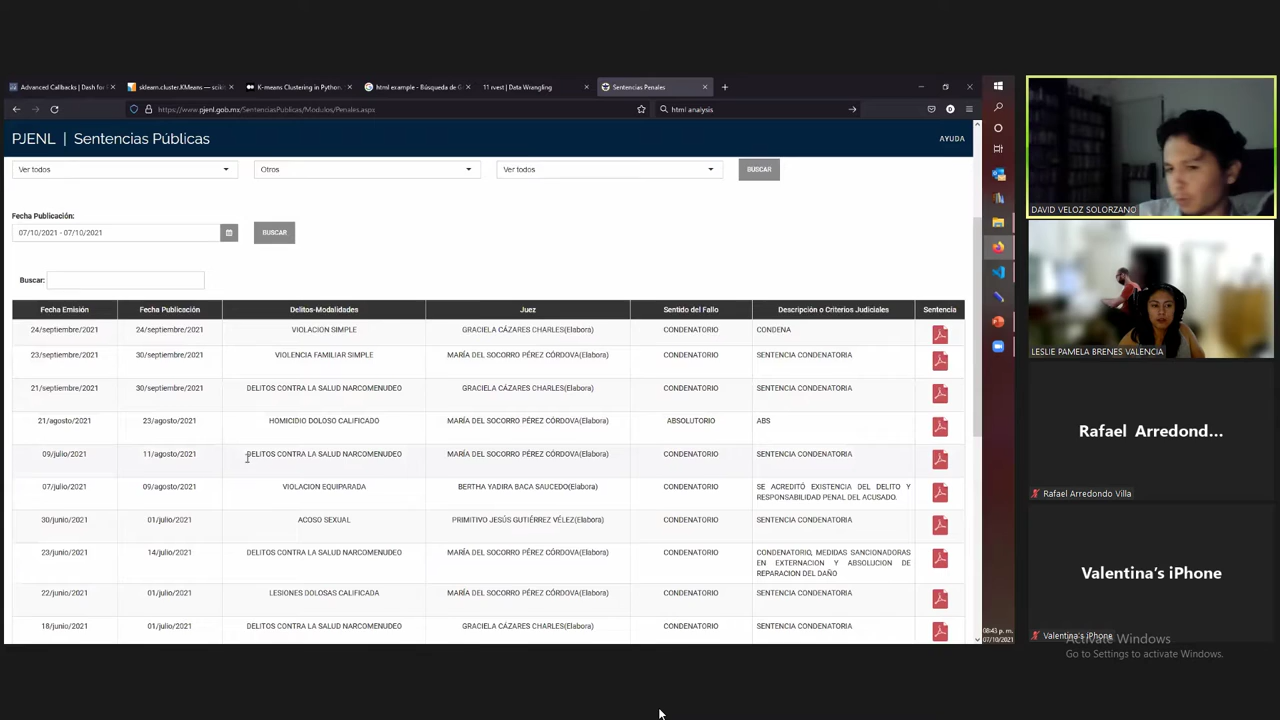 Advanced Callbacks | Dash for
sklearn.cluster.KMeans — scik
K-means Clustering in Python.
html example - Búsqueda de G
11 rvest | Data Wrangling
Sentencias Penales
https://www.pjenl.gob.mx/SentenciasPublicas/Modulos/Penales.aspx
html analysis
PJENL | Sentencias Públicas
AYUDA
Ver todos
Otros
Ver todos
BUSCAR
Fecha Publicación:
07/10/2021 - 07/10/2021
BUSCAR
Buscar:
Fecha Emisión Fecha Publicación Delitos-Modalidades Juez Sentido del Fallo Descripción o Criterios Judiciales Sentencia
24/septiembre/2021 24/septiembre/2021 VIOLACION SIMPLE GRACIELA CÁZARES CHARLES(Elabora) CONDENATORIO CONDENA
23/septiembre/2021 30/septiembre/2021 VIOLENCIA FAMILIAR SIMPLE MARÍA DEL SOCORRO PÉREZ CÓRDOVA(Elabora) CONDENATORIO SENTENCIA CONDENATORIA
21/septiembre/2021 30/septiembre/2021 DELITOS CONTRA LA SALUD NARCOMENUDEO GRACIELA CÁZARES CHARLES(Elabora) CONDENATORIO SENTENCIA CONDENATORIA
21/agosto/2021 23/agosto/2021 HOMICIDIO DOLOSO CALIFICADO MARÍA DEL SOCORRO PÉREZ CÓRDOVA(Elabora) ABSOLUTORIO ABS
09/julio/2021 11/agosto/2021 DELITOS CONTRA LA SALUD NARCOMENUDEO MARÍA DEL SOCORRO PÉREZ CÓRDOVA(Elabora) CONDENATORIO SENTENCIA CONDENATORIA
07/julio/2021 09/agosto/2021 VIOLACION EQUIPARADA BERTHA YADIRA BACA SAUCEDO(Elabora) CONDENATORIO SE ACREDITÓ EXISTENCIA DEL DELITO Y
RESPONSABILIDAD PENAL DEL ACUSADO.
30/junio/2021 01/julio/2021 ACOSO SEXUAL PRIMITIVO JESÚS GUTIÉRREZ VÉLEZ(Elabora) CONDENATORIO SENTENCIA CONDENATORIA
23/junio/2021 14/julio/2021 DELITOS CONTRA LA SALUD NARCOMENUDEO MARÍA DEL SOCORRO PÉREZ CÓRDOVA(Elabora) CONDENATORIO CONDENATORIO, MEDIDAS SANCIONADORAS
EN EXTERNACION Y ABSOLUCION DE
REPARACION DEL DAÑO
22/junio/2021 01/julio/2021 LESIONES DOLOSAS CALIFICADA MARÍA DEL SOCORRO PÉREZ CÓRDOVA(Elabora) CONDENATORIO SENTENCIA CONDENATORIA
18/junio/2021 01/julio/2021 DELITOS CONTRA LA SALUD NARCOMENUDEO GRACIELA CÁZARES CHARLES(Elabora) CONDENATORIO SENTENCIA CONDENATORIA
08:43 p. m.
07/10/2021
DAVID VELOZ SOLORZANO
LESLIE PAMELA BRENES VALENCIA
Rafael Arredond...
Rafael Arredondo Villa
Valentina's iPhone
Valentina's iPhone
Activate Windows
Go to Settings to activate Windows.